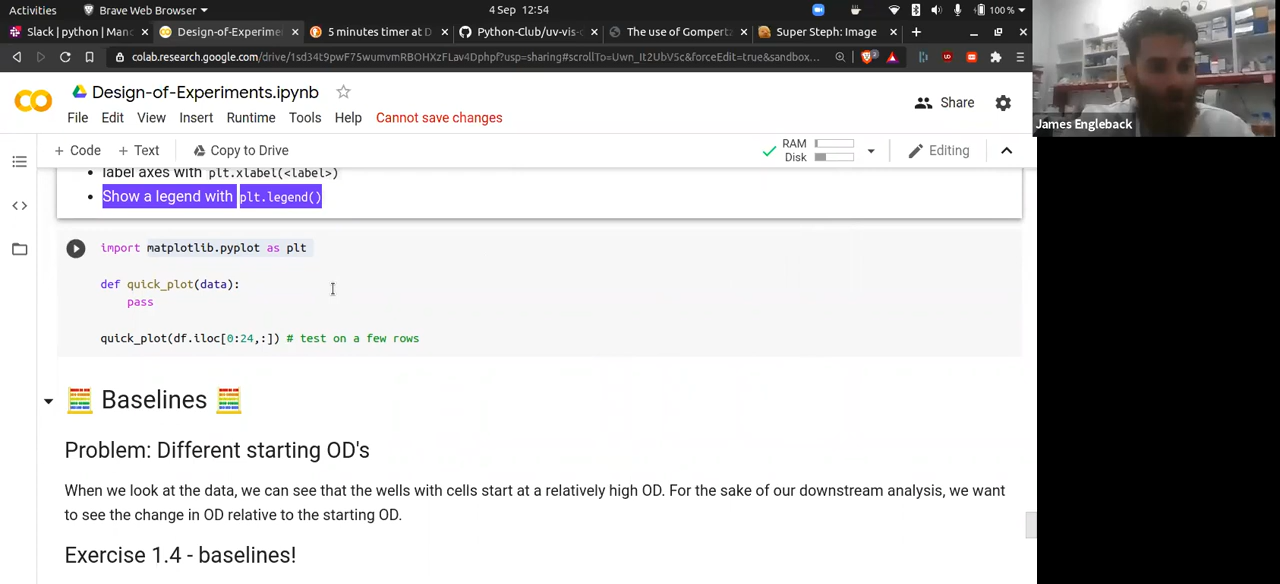 Activities Brave Web Browser 4 Sep 12:54 100 %
Slack | python | Man Design-of-Experime 5 minutes timer at D Python-Club/uv-vis- The use of Gompert Super Steph: Image
colab.research.google.com/drive/1sd34t9pwF75wumvmRBOHXzFLav4Dphpf?usp=sharing#scrollTo=Uwn_It2UbV5c&forceEdit=true&sandbox...
Design-of-Experiments.ipynb
Share
File Edit View Insert Runtime Tools Help Cannot save changes
James Engleback
+ Code + Text Copy to Drive RAM Disk Editing
label axes with plt.xlabel(<label>)
• Show a legend with plt.legend()
import matplotlib.pyplot as plt
def quick_plot(data):
pass
quick_plot(df.iloc[0:24,:]) # test on a few rows
Baselines
Problem: Different starting OD's
When we look at the data, we can see that the wells with cells start at a relatively high OD. For the sake of our downstream analysis, we want
to see the change in OD relative to the starting OD.
Exercise 1.4 - baselines!